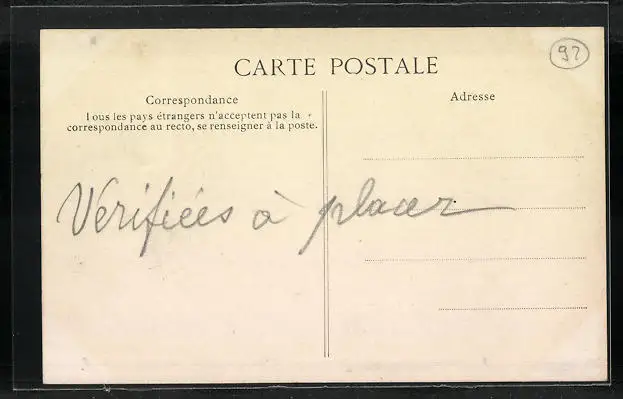 CARTE POSTALE
92
Correspondance
Tous les pays étrangers n'acceptent pas la
correspondance au recto, se renseigner à la poste.
Adresse
Vérifiées à placer